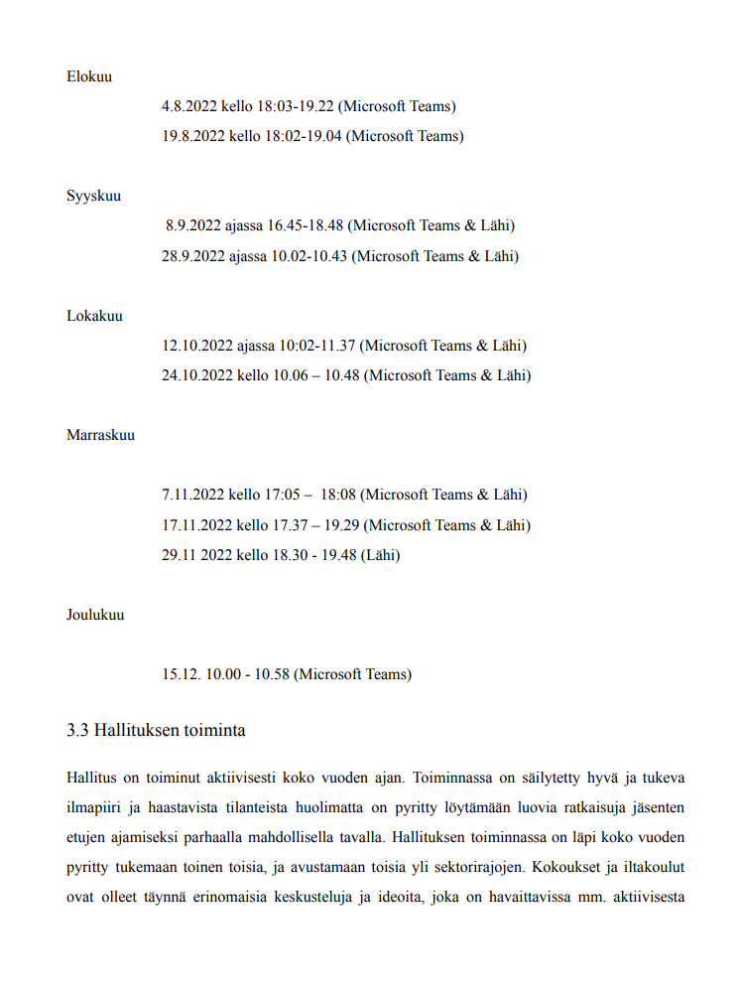 Elokuu
4.8.2022 kello 18:03-19.22 (Microsoft Teams)
19.8.2022 kello 18:02-19.04 (Microsoft Teams)
Syyskuu
8.9.2022 ajassa 16.45-18.48 (Microsoft Teams & Lähi)
28.9.2022 ajassa 10.02-10.43 (Microsoft Teams & Lähi)
Lokakuu
12.10.2022 ajassa 10:02-11.37 (Microsoft Teams & Lähi)
24.10.2022 kello 10.06 – 10.48 (Microsoft Teams & Lähi)
Marraskuu
7.11.2022 kello 17:05 –  18:08 (Microsoft Teams & Lähi)
17.11.2022 kello 17.37 – 19.29 (Microsoft Teams & Lähi)
29.11 2022 kello 18.30 - 19.48 (Lähi)
Joulukuu
15.12. 10.00 - 10.58 (Microsoft Teams)
3.3 Hallituksen toiminta
Hallitus on toiminut aktiivisesti koko vuoden ajan. Toiminnassa on säilytetty hyvä ja tukeva
ilmapiiri ja haastavista tilanteista huolimatta on pyritty löytämään luovia ratkaisuja jäsenten
etujen ajamiseksi parhaalla mahdollisella tavalla. Hallituksen toiminnassa on läpi koko vuoden
pyritty tukemaan toinen toisia, ja avustamaan toisia yli sektorirajojen. Kokoukset ja iltakoulut
ovat olleet täynnä erinomaisia keskusteluja ja ideoita, joka on havaittavissa mm. aktiivisesta